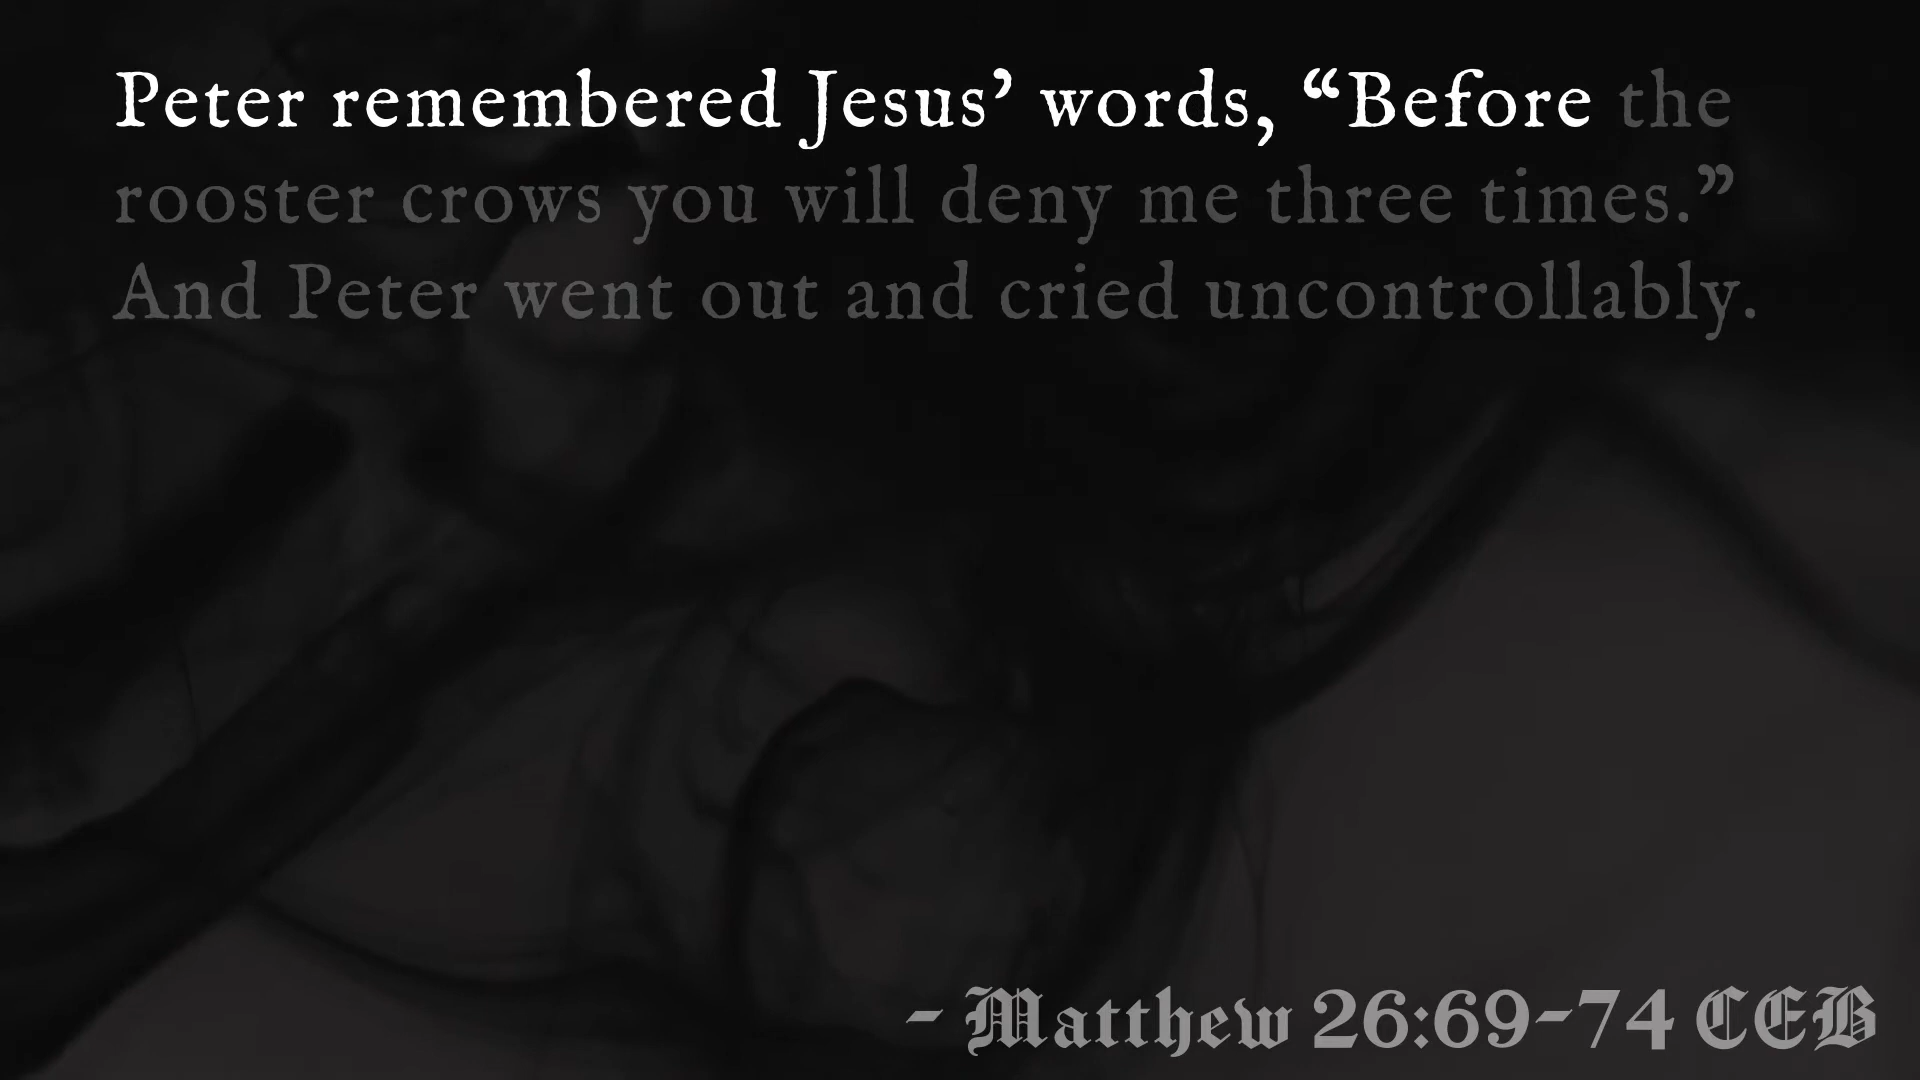 Peter remembered Jesus’ words, “Before the
rooster crows you will deny me three times.”
And Peter went out and cried uncontrollably.
- Matthew 26:69-74 CEB